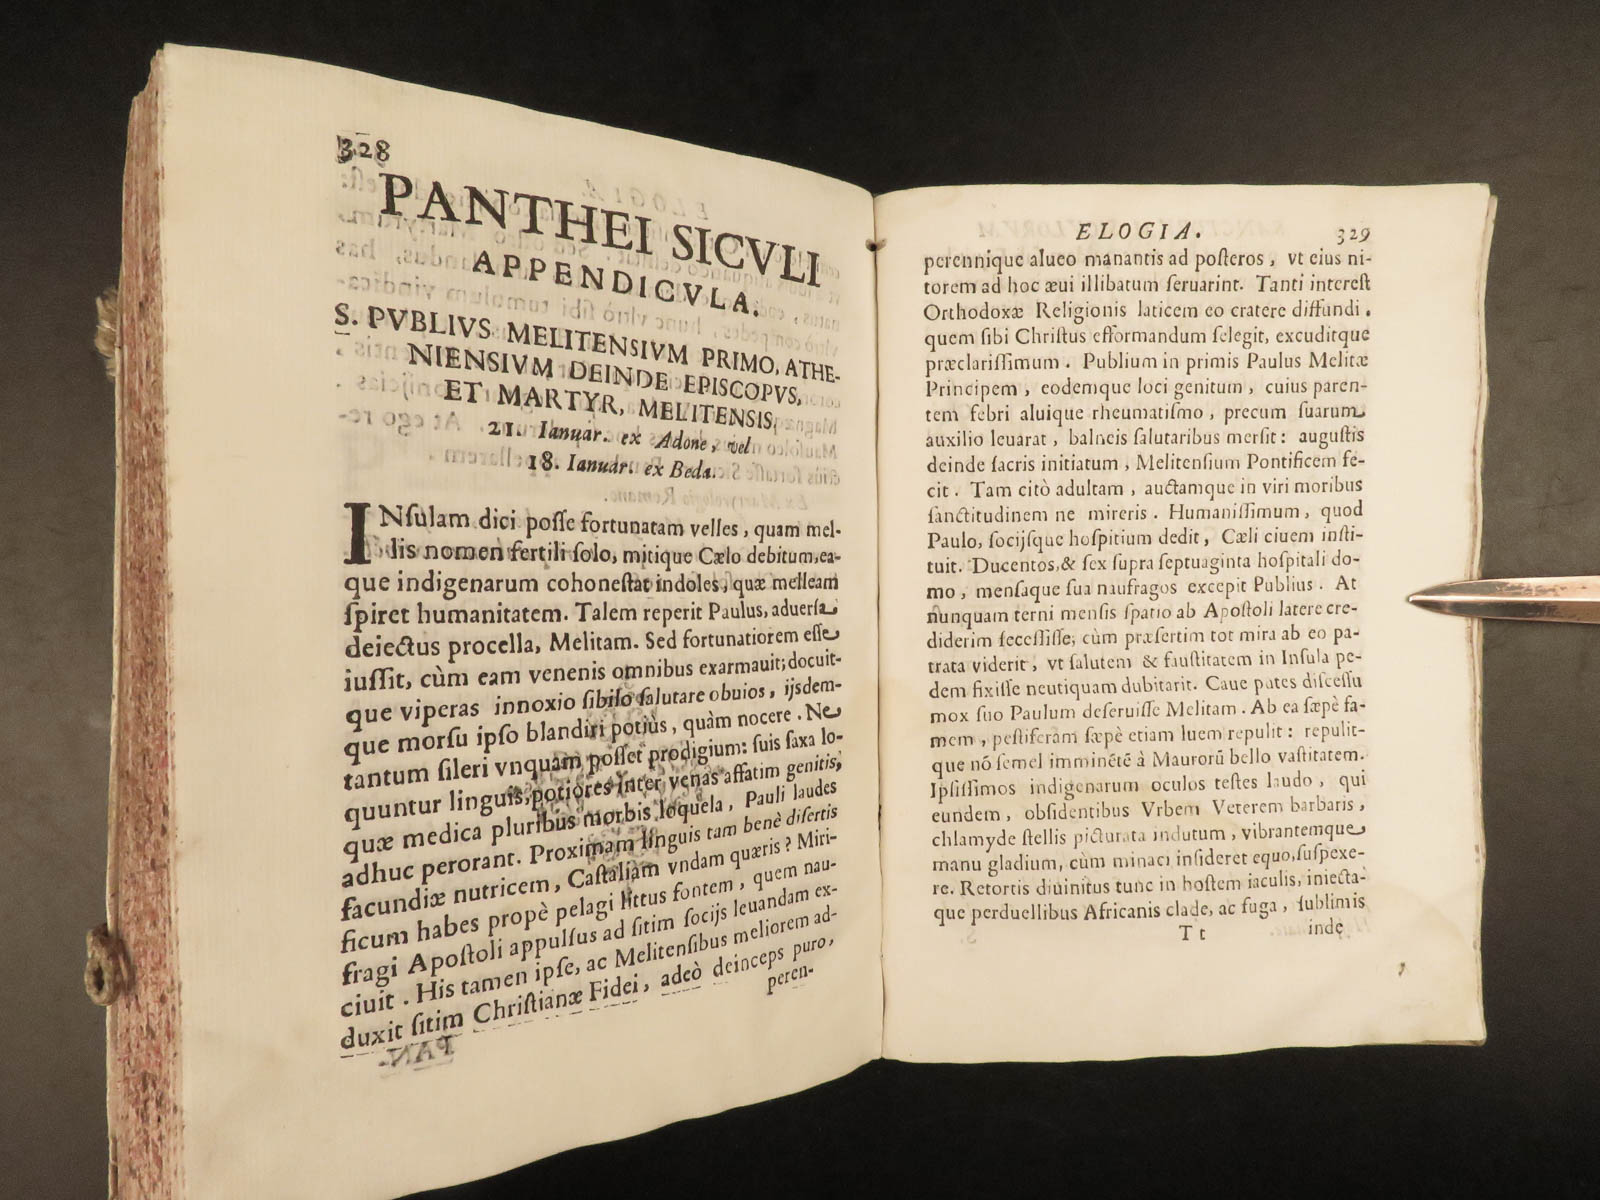 328
PANTHEI SICVLI
APPENDICVLA.
S. PVBLIVS MELITENSIVM PRIMO, ATHE-
NIENSIVM DEINDE EPISCOPVS,
ET MARTYR, MELITENSIS,
21. Ianuar. ex Adone, vel
18. Ianuar. ex Beda.
INſulam dici poſſe fortunatam velles, quam mel-
lis nomen fertili ſolo, mitique Cælo debitum, ea-
que indigenarum cohoneſtat indoles, quæ melleam
ſpiret humanitatem. Talem reperit Paulus, aduerſa
deiectus procella, Melitam. Sed fortunatiorem eſſe
iuſſit, cùm eam venenis omnibus exarmauit; docuit-
que viperas innoxio ſibilo ſalutare obuios, ijsdem-
que morſu ipſo blandiri potiùs, quàm nocere. Ne
tantum ſileri vnquam poſſet prodigium: ſuis ſaxa lo-
quuntur linguis, potiores inter venas affatim genitis,
quæ medica pluribus morbis loquela, Pauli laudes
adhuc perorant. Proximam linguis tam benè diſertis
facundiæ nutricem, Caſtaliam vndam quæris? Miri-
ficum habes propè pelagi littus fontem, quem nau-
fragi Apoſtoli appulſus ad ſitim ſocijs leuandam ex-
ciuit. His tamen ipſe, ac Melitenſibus meliorem ad-
duxit ſitim Chriſtianæ Fidei, adeò deinceps puro,
peren-
ELOGIA. 329
perennique alueo manantis ad poſteros, vt eius ni-
torem ad hoc æui illibatum ſeruarint. Tanti intereſt
Orthodoxæ Religionis laticem eo cratere diffundi,
quem ſibi Chriſtus efformandum ſelegit, excuditque
præclariſſimum. Publium in primis Paulus Melitæ
Principem, eodemque loci genitum, cuius paren-
tem febri aluique rheumatiſmo, precum ſuarum
auxilio leuarat, balneis ſalutaribus merſit: auguſtis
deinde ſacris initiatum, Melitenſium Pontificem fe-
cit. Tam citò adultam, auctamque in viri moribus
ſanctitudinem ne mireris. Humaniſſimum, quod
Paulo, ſocijſque hoſpitium dedit, Cæli ciuem inſti-
tuit. Ducentos, & ſex ſupra ſeptuaginta hoſpitali do-
mo, menſaque ſua naufragos excepit Publius. At
nunquam terni menſis ſpatio ab Apoſtoli latere cre-
diderim ſeceſſiſſe; cùm præſertim tot mira ab eo pa-
trata viderit, vt ſalutem & fauſtitatem in Inſula pe-
dem fixiſſe neutiquam dubitarit. Caue putes diſceſſu
mox ſuo Paulum deſeruiſſe Melitam. Ab ea ſæpè fa-
mem, peſtiferam ſæpè etiam luem repulit: repulit-
que nõ ſemel imminẽtẽ à Maurorũ bello vaſtitatem.
Ipſiſſimos indigenarum oculos teſtes laudo, qui
eundem, obſidentibus Vrbem Veterem barbaris,
chlamyde ſtellis picturata indutum, vibrantemque
manu gladium, cùm minaci inſideret equo, ſuſpexe-
re. Retortis diuinitus tunc in hoſtem iaculis, iniecta-
que perduellibus Africanis clade, ac fuga, ſublimis
T t inde